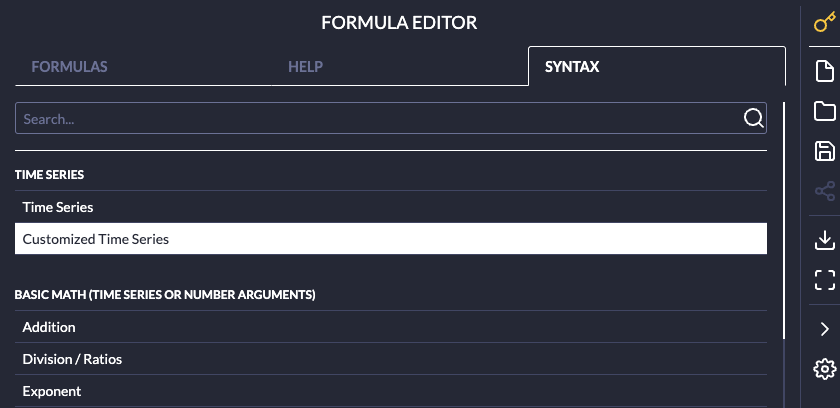 FORMULA EDITOR
FORMULAS
HELP
SYNTAX
Search...
TIME SERIES
Time Series
Customized Time Series
BASIC MATH (TIME SERIES OR NUMBER ARGUMENTS)
Addition
Division / Ratios
Exponent